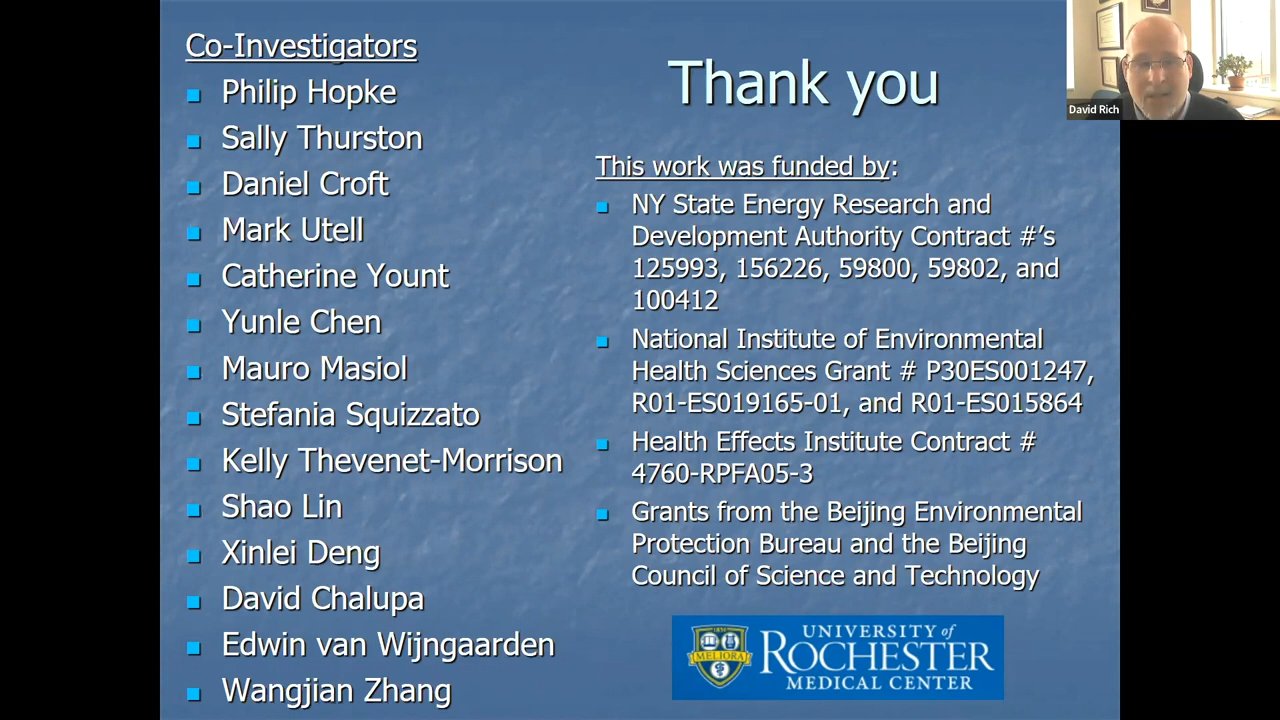 Co-Investigators
Philip Hopke
Sally Thurston
Daniel Croft
Mark Utell
Catherine Yount
Yunle Chen
Mauro Masiol
Stefania Squizzato
Kelly Thevenet-Morrison
Shao Lin
Xinlei Deng
David Chalupa
Edwin van Wijngaarden
Wangjian Zhang
Thank you
This work was funded by:
NY State Energy Research and
Development Authority Contract #’s
125993, 156226, 59800, 59802, and
100412
National Institute of Environmental
Health Sciences Grant # P30ES001247,
R01-ES019165-01, and R01-ES015864
Health Effects Institute Contract #
4760-RPFA05-3
Grants from the Beijing Environmental
Protection Bureau and the Beijing
Council of Science and Technology
MELIORA
UNIVERSITY of
ROCHESTER
MEDICAL CENTER
David Rich